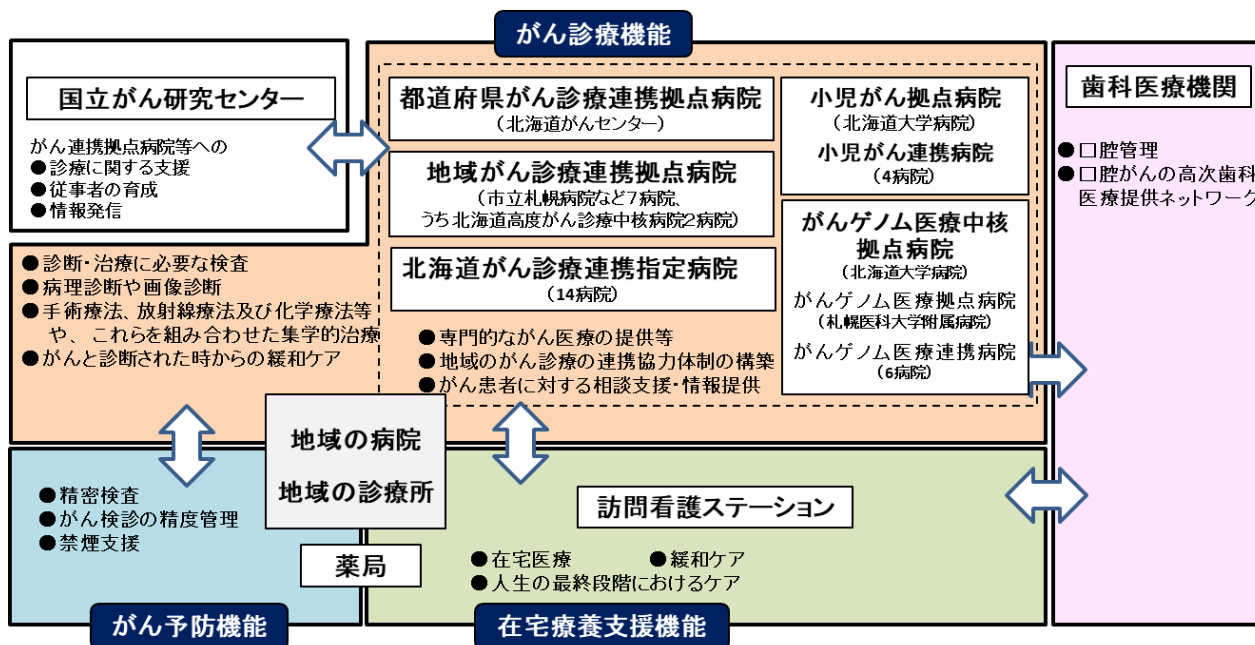 がん診療機能
国立がん研究センター
がん連携拠点病院等への
●診療に関する支援
●従事者の育成
●情報発信
都道府県がん診療連携拠点病院
（北海道がんセンター）
地域がん診療連携拠点病院
（市立札幌病院など7病院、
うち北海道高度がん診療中核病院2病院）
北海道がん診療連携指定病院
（14病院）
●専門的ながん医療の提供等
●地域のがん診療の連携協力体制の構築
●がん患者に対する相談支援・情報提供
小児がん拠点病院
（北海道大学病院）
小児がん連携病院
（4病院）
がんゲノム医療中核
拠点病院
（北海道大学病院）
がんゲノム医療拠点病院
（札幌医科大学附属病院）
がんゲノム医療連携病院
（6病院）
歯科医療機関
●口腔管理
●口腔がんの高次歯科
医療提供ネットワーク
●診断・治療に必要な検査
●病理診断や画像診断
●手術療法、放射線療法及び化学療法等
や、これらを組み合わせた集学的治療
●がんと診断された時からの緩和ケア
地域の病院
地域の診療所
●精密検査
●がん検診の精度管理
●禁煙支援
薬局
訪問看護ステーション
●在宅医療 ●緩和ケア
●人生の最終段階におけるケア
がん予防機能
在宅療養支援機能